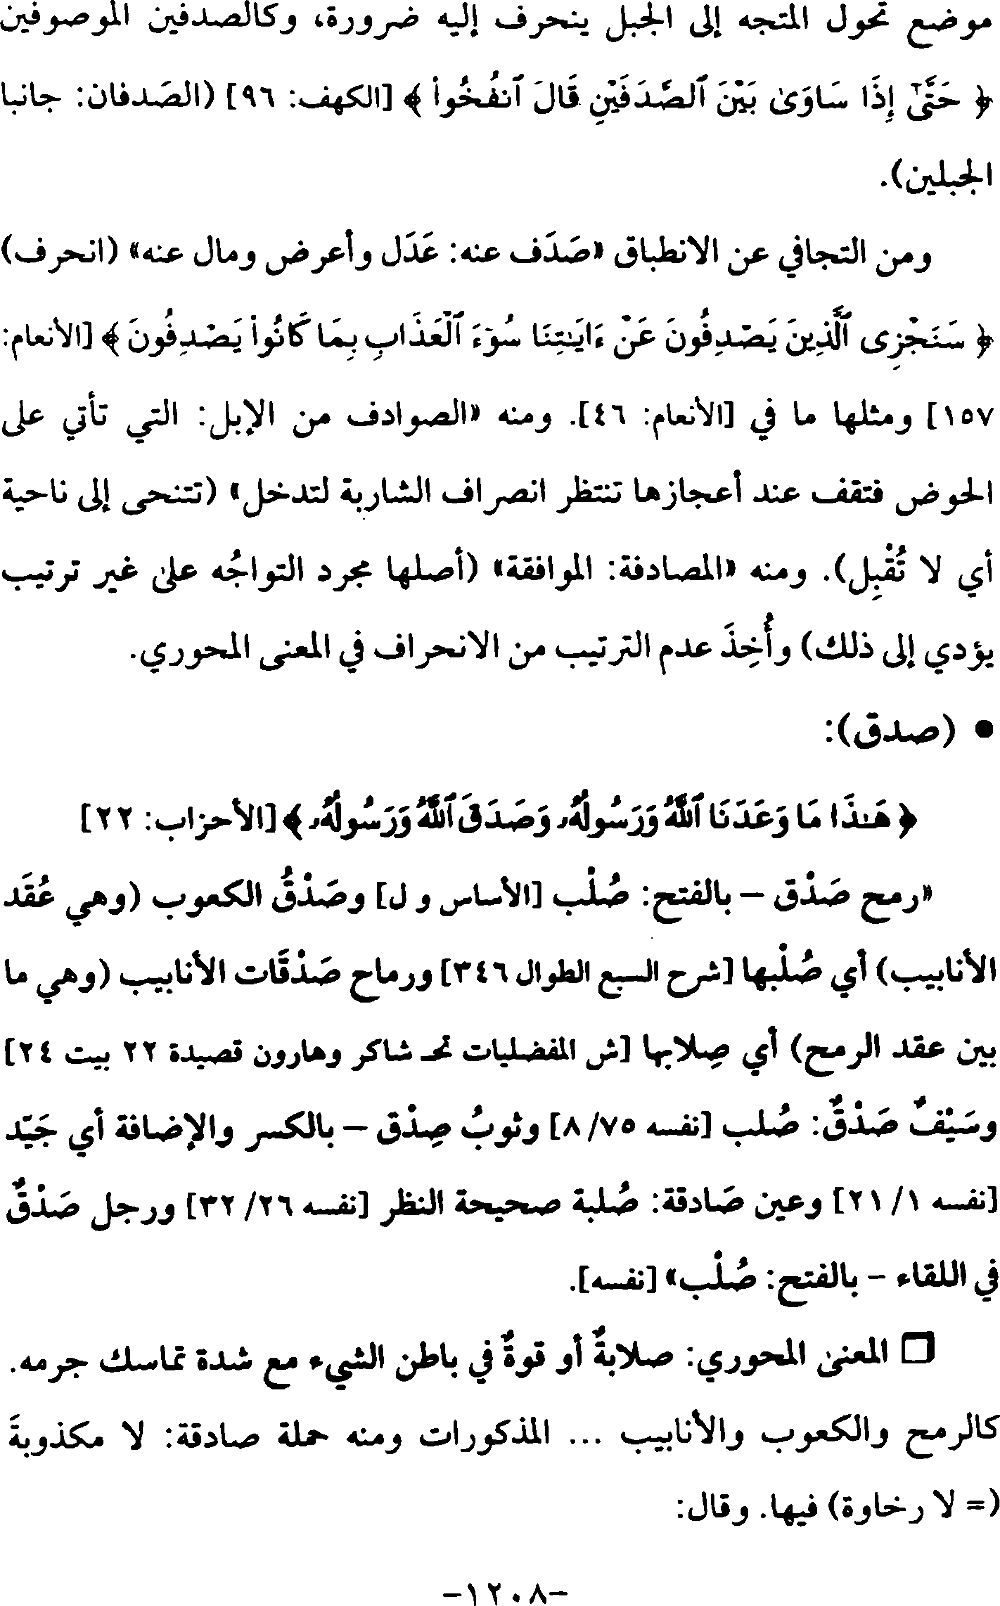 موضع تحول المتجه إلى الجبل ينحرف إليه ضرورة، وكالصدفين الموصوفين
﴿ حَتَّىٰٓ إِذَا سَاوَىٰ بَيْنَ ٱلصَّدَفَيْنِ قَالَ ٱنفُخُوا۟ ﴾ [الكهف: ٩٦] (الصَدفان: جانبا
الجبلين).
ومن التجافي عن الانطباق «صَدَف عنه: عَدَل وأعرض ومال عنه» (انحرف)
﴿ سَنَجْزِى ٱلَّذِينَ يَصْدِفُونَ عَنْ ءَايَـٰتِنَا سُوٓءَ ٱلْعَذَابِ بِمَا كَانُوا۟ يَصْدِفُونَ ﴾ [الأنعام:
١٥٧] ومثلها ما في [الأنعام: ٤٦]. ومنه «الصوادف من الإبل: التي تأتي على
الحوض فتقف عند أعجازها تنتظر انصراف الشاربة لتدخل» (تتنحى إلى ناحية
أي لا تُقْبِل). ومنه «المصادفة: الموافقة» (أصلها مجرد التواجُه على غير ترتيب
يؤدي إلى ذلك) وأُخِذَ عدم الترتيب من الانحراف في المعنى المحوري.
• (صدق):
﴿ هَـٰذَا مَا وَعَدَنَا ٱللَّهُ وَرَسُولُهُۥ وَصَدَقَ ٱللَّهُ وَرَسُولُهُۥ ﴾ [الأحزاب: ٢٢]
«رمح صَدْق – بالفتح: صُلْب [الأساس و ل] وصَدْقُ الكعوب (وهي عُقَد
الأنابيب) أي صُلْبها [شرح السبع الطوال ٣٤٦] ورماح صَدْقَات الأنابيب (وهي ما
بين عقد الرمح) أي صِلابها [ش المفضليات تحـ شاكر وهارون قصيدة ٢٢ بيت ٢٤]
وسَيْفٌ صَدْقٌ: صُلب [نفسه ٧٥/ ٨] وثوبُ صِدْق – بالكسر والإضافة أي جَيّد
[نفسه ١/ ٢١] وعين صَادقة: صُلبة صحيحة النظر [نفسه ٢٦/ ٣٢] ورجل صَدْقٌ
في اللقاء – بالفتح: صُلْب» [نفسه].
□ المعنى المحوري: صلابةٌ أو قوةٌ في باطن الشيء مع شدة تماسك جرمه.
كالرمح والكعوب والأنابيب ... المذكورات ومنه حملة صادقة: لا مكذوبةَ
(= لا رخاوة) فيها. وقال:
-١٢٠٨-